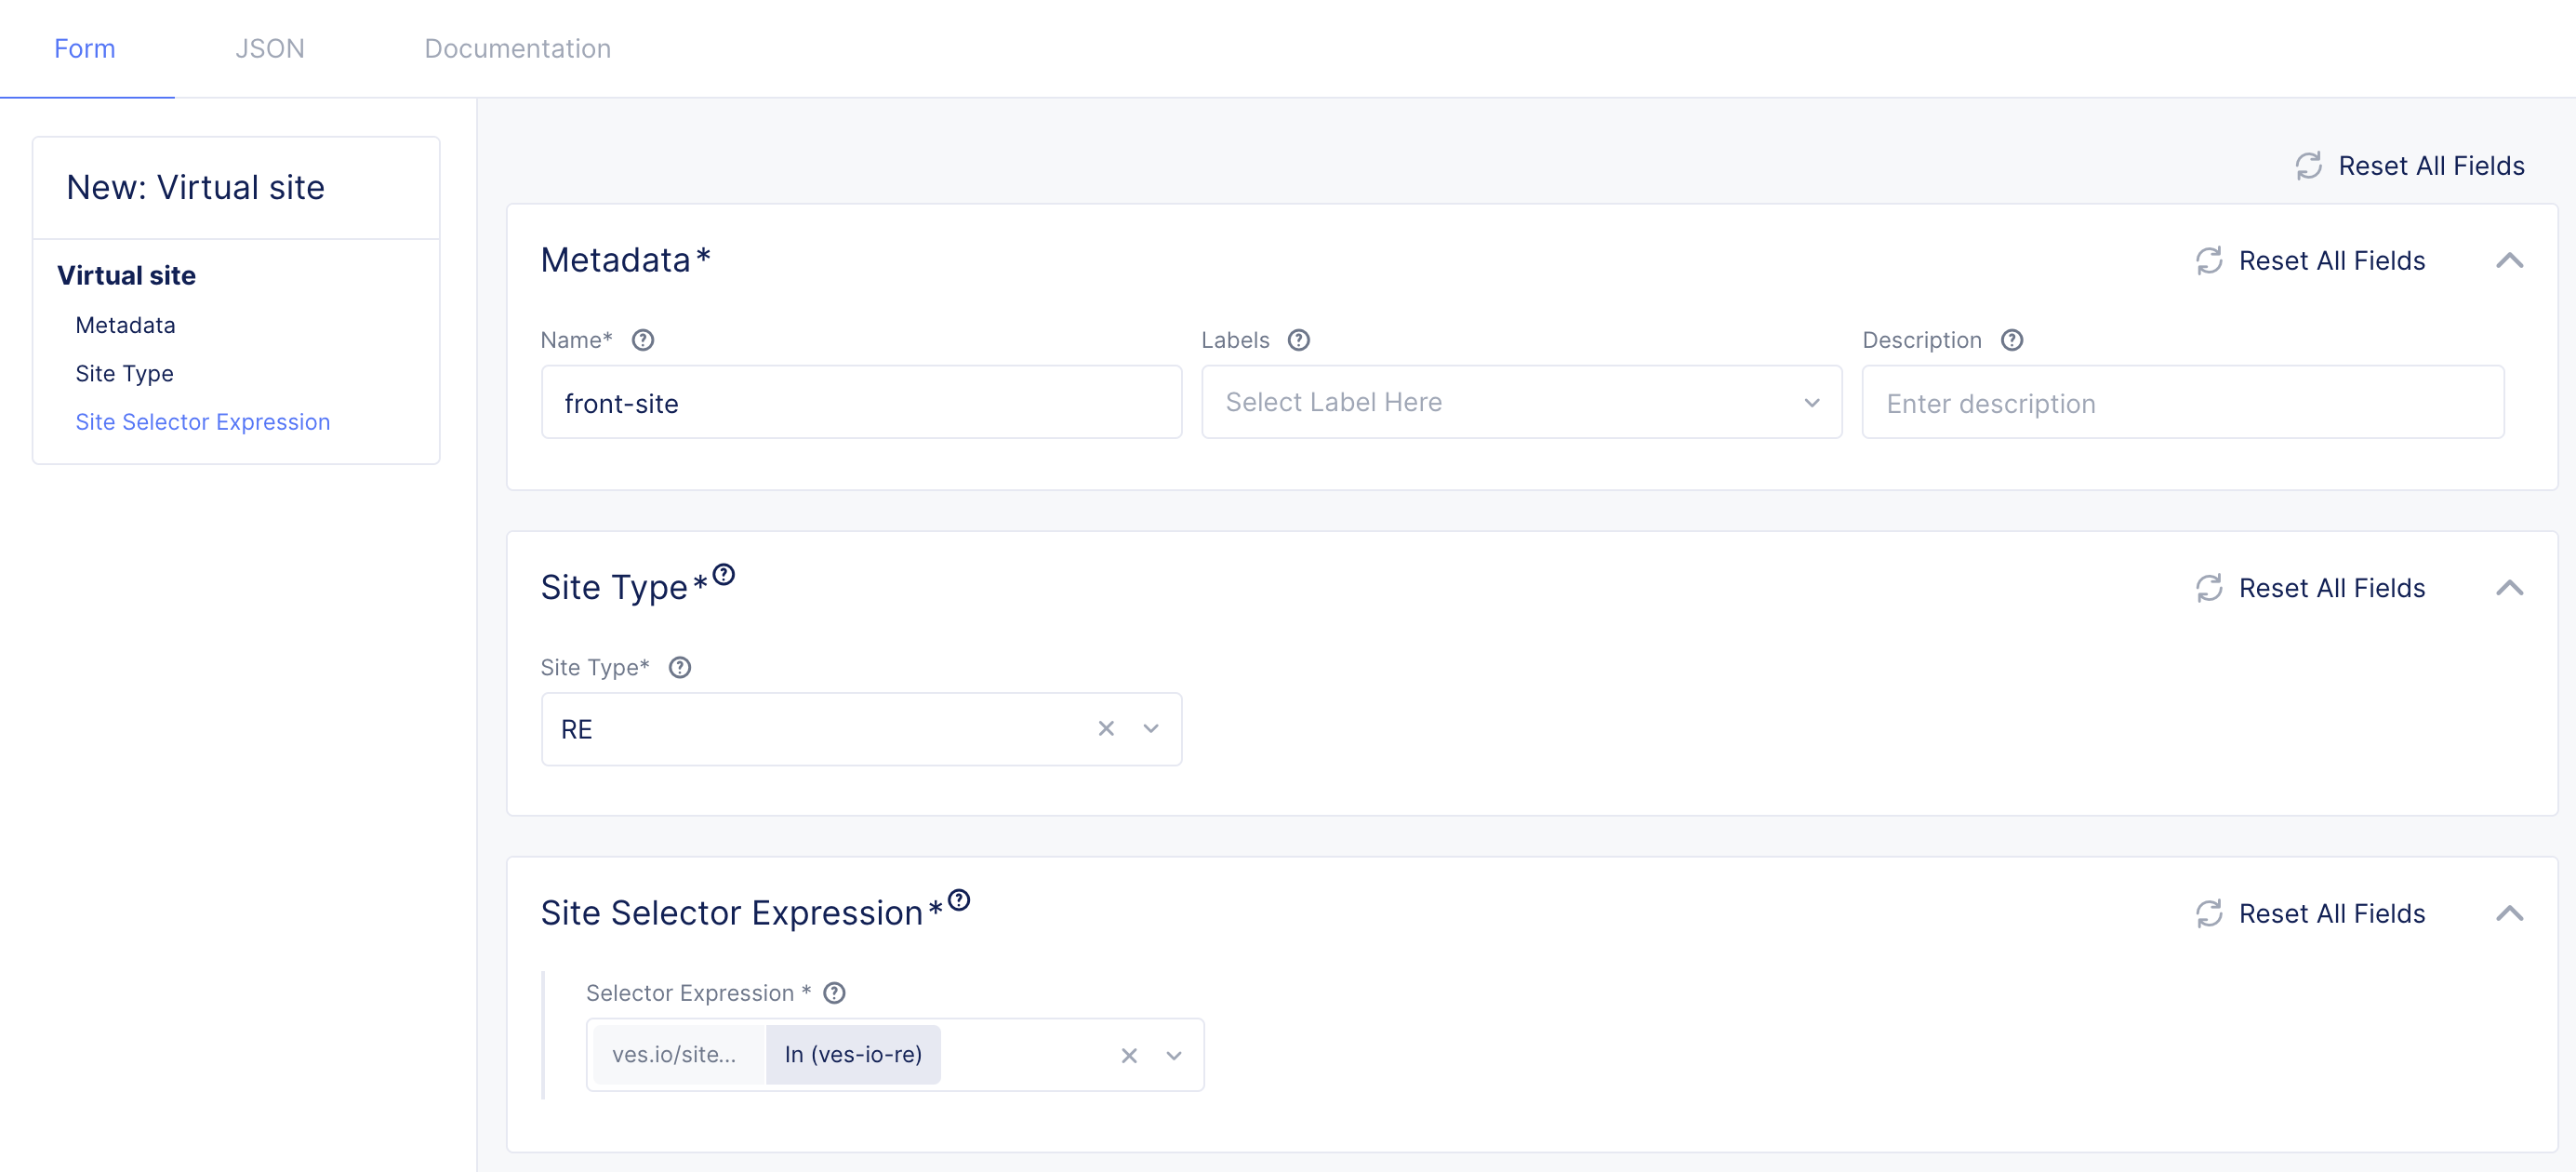 Form JSON Documentation
New: Virtual site
Virtual site
Metadata
Site Type
Site Selector Expression
Reset All Fields
Metadata* Reset All Fields
Name* Labels Description
front-site Select Label Here Enter description
Site Type* Reset All Fields
Site Type*
RE
Site Selector Expression* Reset All Fields
Selector Expression *
ves.io/site... In (ves-io-re)